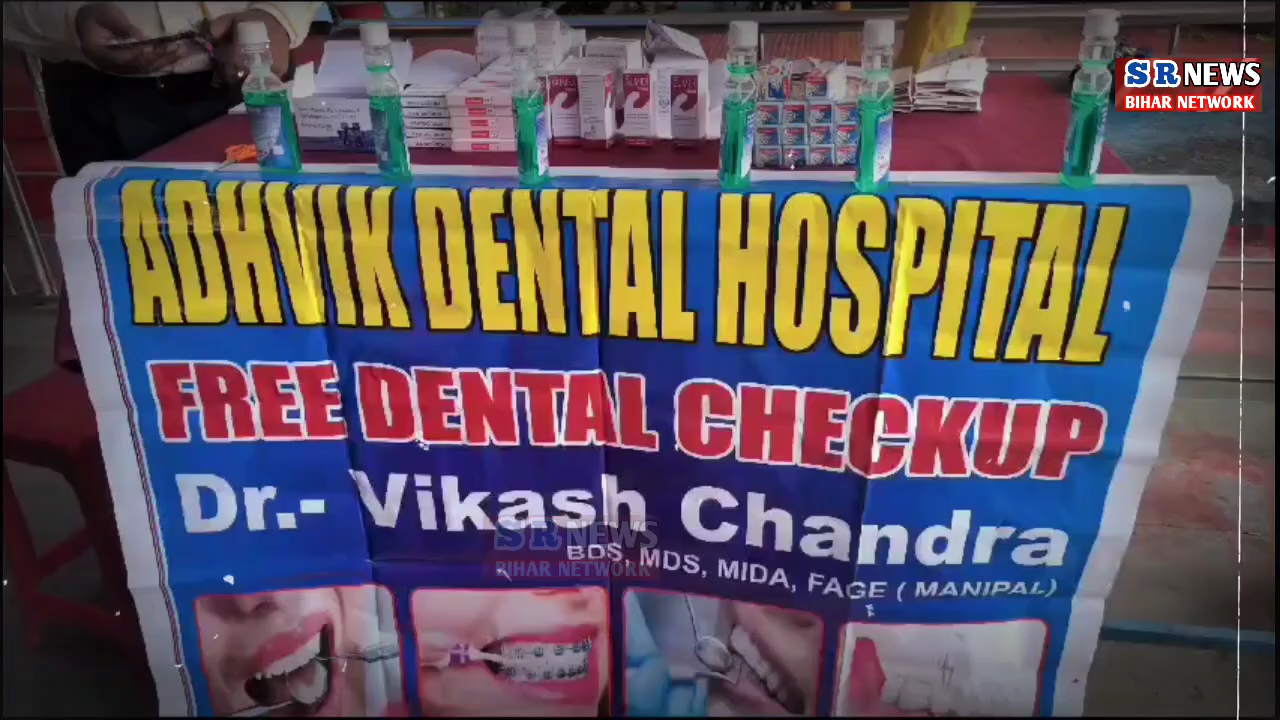 SR NEWS
BIHAR NETWORK
ADHVIK DENTAL HOSPITAL
FREE DENTAL CHECKUP
Dr.- Vikash Chandra
SR NEWS
BIHAR NETWORK
BDS, MDS, MIDA, FAGE ( MANIPAL)